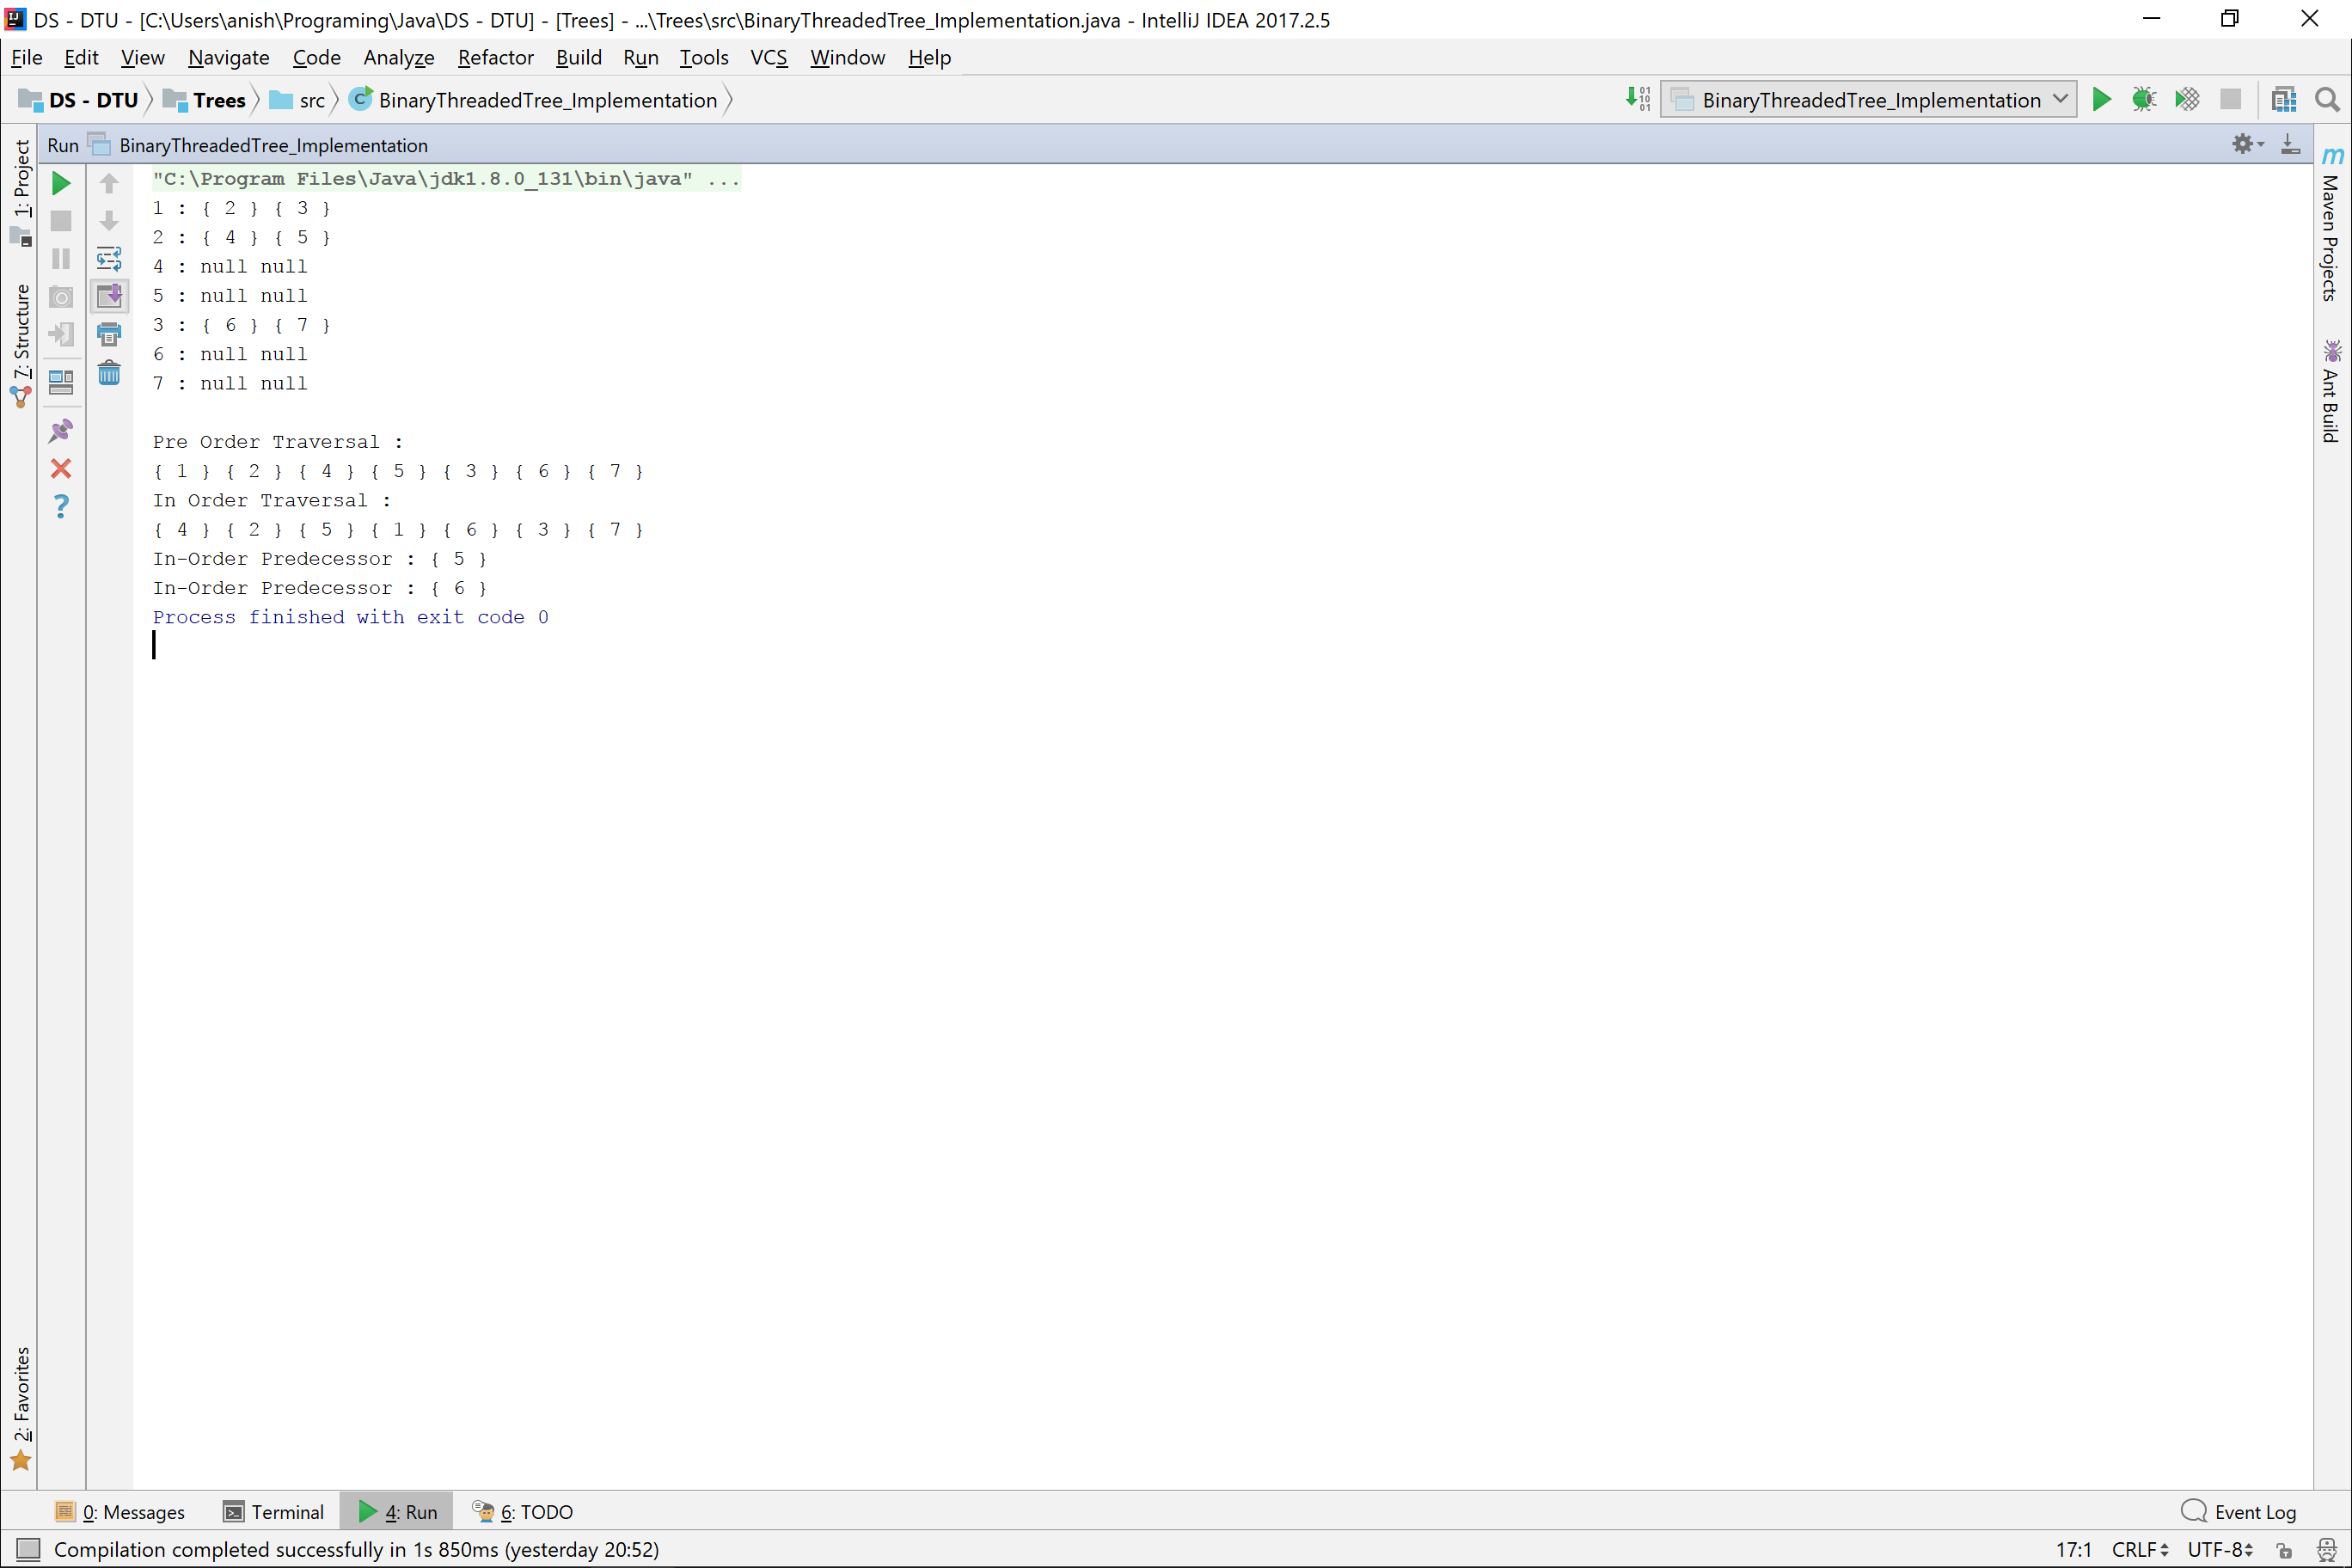 DS - DTU - [C:\Users\anish\Programing\Java\DS - DTU] - [Trees] - ...\Trees\src\BinaryThreadedTree_Implementation.java - IntelliJ IDEA 2017.2.5
File Edit View Navigate Code Analyze Refactor Build Run Tools VCS Window Help
DS - DTU Trees src BinaryThreadedTree_Implementation BinaryThreadedTree_Implementation
Run BinaryThreadedTree_Implementation
1: Project
7: Structure
2: Favorites
"C:\Program Files\Java\jdk1.8.0_131\bin\java" ...
1 : { 2 } { 3 }
2 : { 4 } { 5 }
4 : null null
5 : null null
3 : { 6 } { 7 }
6 : null null
7 : null null
Pre Order Traversal :
{ 1 } { 2 } { 4 } { 5 } { 3 } { 6 } { 7 }
In Order Traversal :
{ 4 } { 2 } { 5 } { 1 } { 6 } { 3 } { 7 }
In-Order Predecessor : { 5 }
In-Order Predecessor : { 6 }
Process finished with exit code 0
Maven Projects
Ant Build
0: Messages Terminal 4: Run 6: TODO Event Log
Compilation completed successfully in 1s 850ms (yesterday 20:52) 17:1 CRLF UTF-8